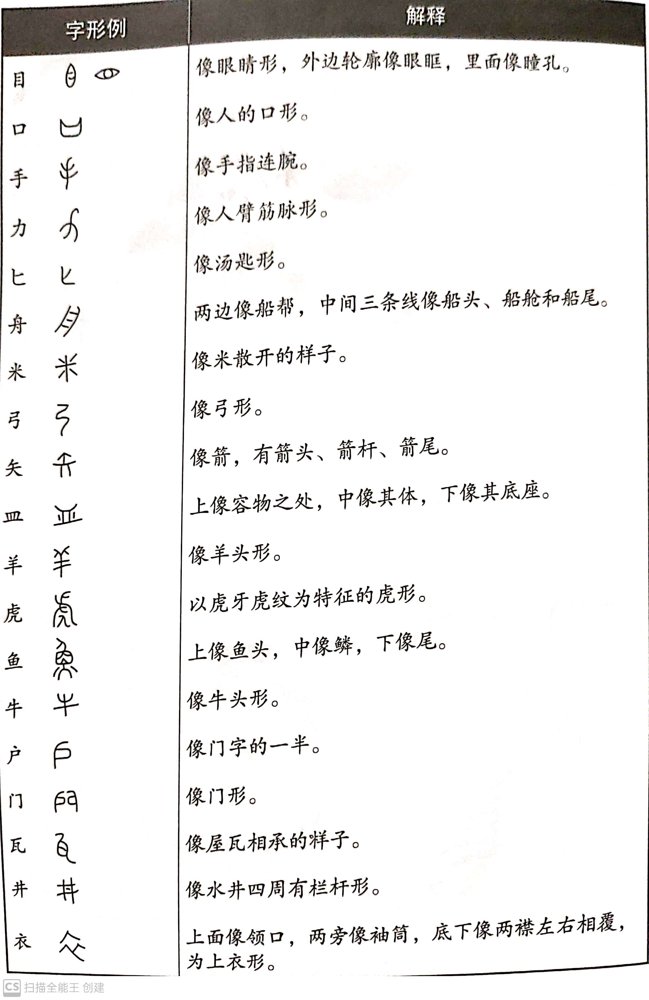 字形例 解释
目 像眼睛形，外边轮廓像眼眶，里面像瞳孔。
口 像人的口形。
手 像手指连腕。
力 像人臂筋脉形。
匕 像汤匙形。
舟 两边像船帮，中间三条线像船头、船舱和船尾。
米 像米散开的样子。
弓 像弓形。
矢 像箭，有箭头、箭杆、箭尾。
皿 上像容物之处，中像其体，下像其底座。
羊 像羊头形。
虎 以虎牙虎纹为特征的虎形。
鱼 上像鱼头，中像鳞，下像尾。
牛 像牛头形。
户 像门字的一半。
门 像门形。
瓦 像屋瓦相承的样子。
井 像水井四周有栏杆形。
衣 上面像领口，两旁像袖筒，底下像两襟左右相覆，
为上衣形。
CS 扫描全能王 创建